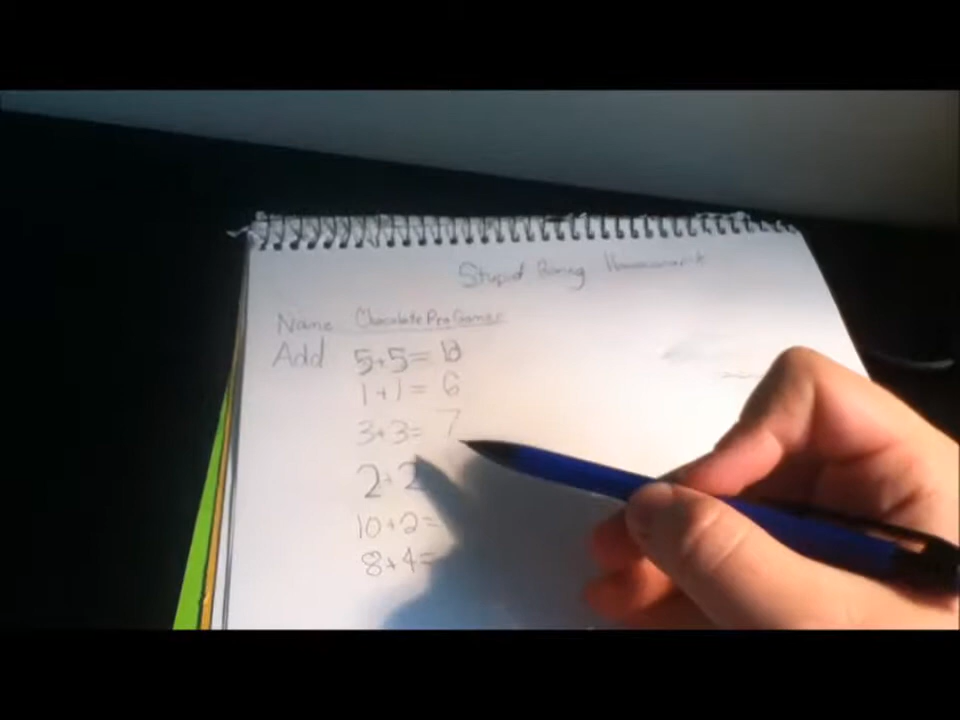 Stupid Boring Homework
Name ChocolateProGamer
Add 5+5=
1+1= 6
3+3= 7
2+2
10+2=
8+4=